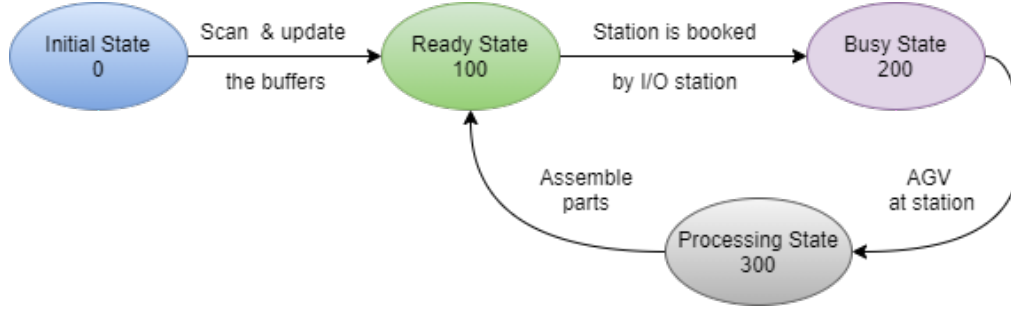 Initial State
0
Scan & update
the buffers
Ready State
100
Station is booked
by I/O station
Busy State
200
Assemble
parts
AGV
at station
Processing State
300